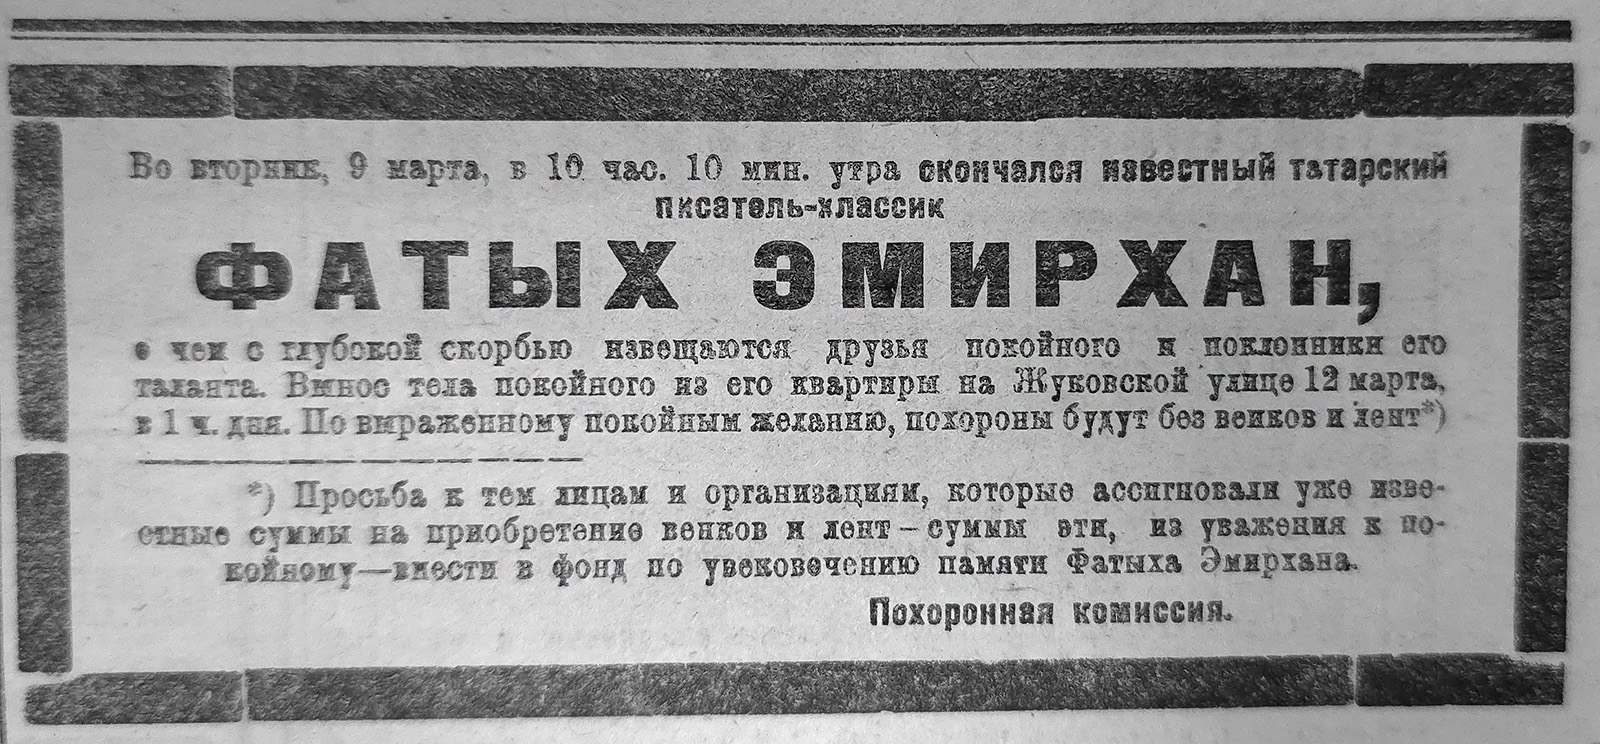 Во вторник, 9 марта, в 10 час. 10 мин. утра скончался известный татарский
писатель-классик
ФАТЫХ ЭМИРХАН,
о чем с глубокой скорбью извещаются друзья покойного и поклонники его
таланта. Вынос тела покойного из его квартиры на Жуковской улице 12 марта,
в 1 ч. дня. По выраженному покойным желанию, похороны будут без венков и лент*)
*) Просьба к тем лицам и организациям, которые ассигновали уже изве-
стные суммы на приобретение венков и лент – суммы эти, из уважения к по-
койному—внести в фонд по увековечению памяти Фатыха Эмирхана.
Похоронная комиссия.